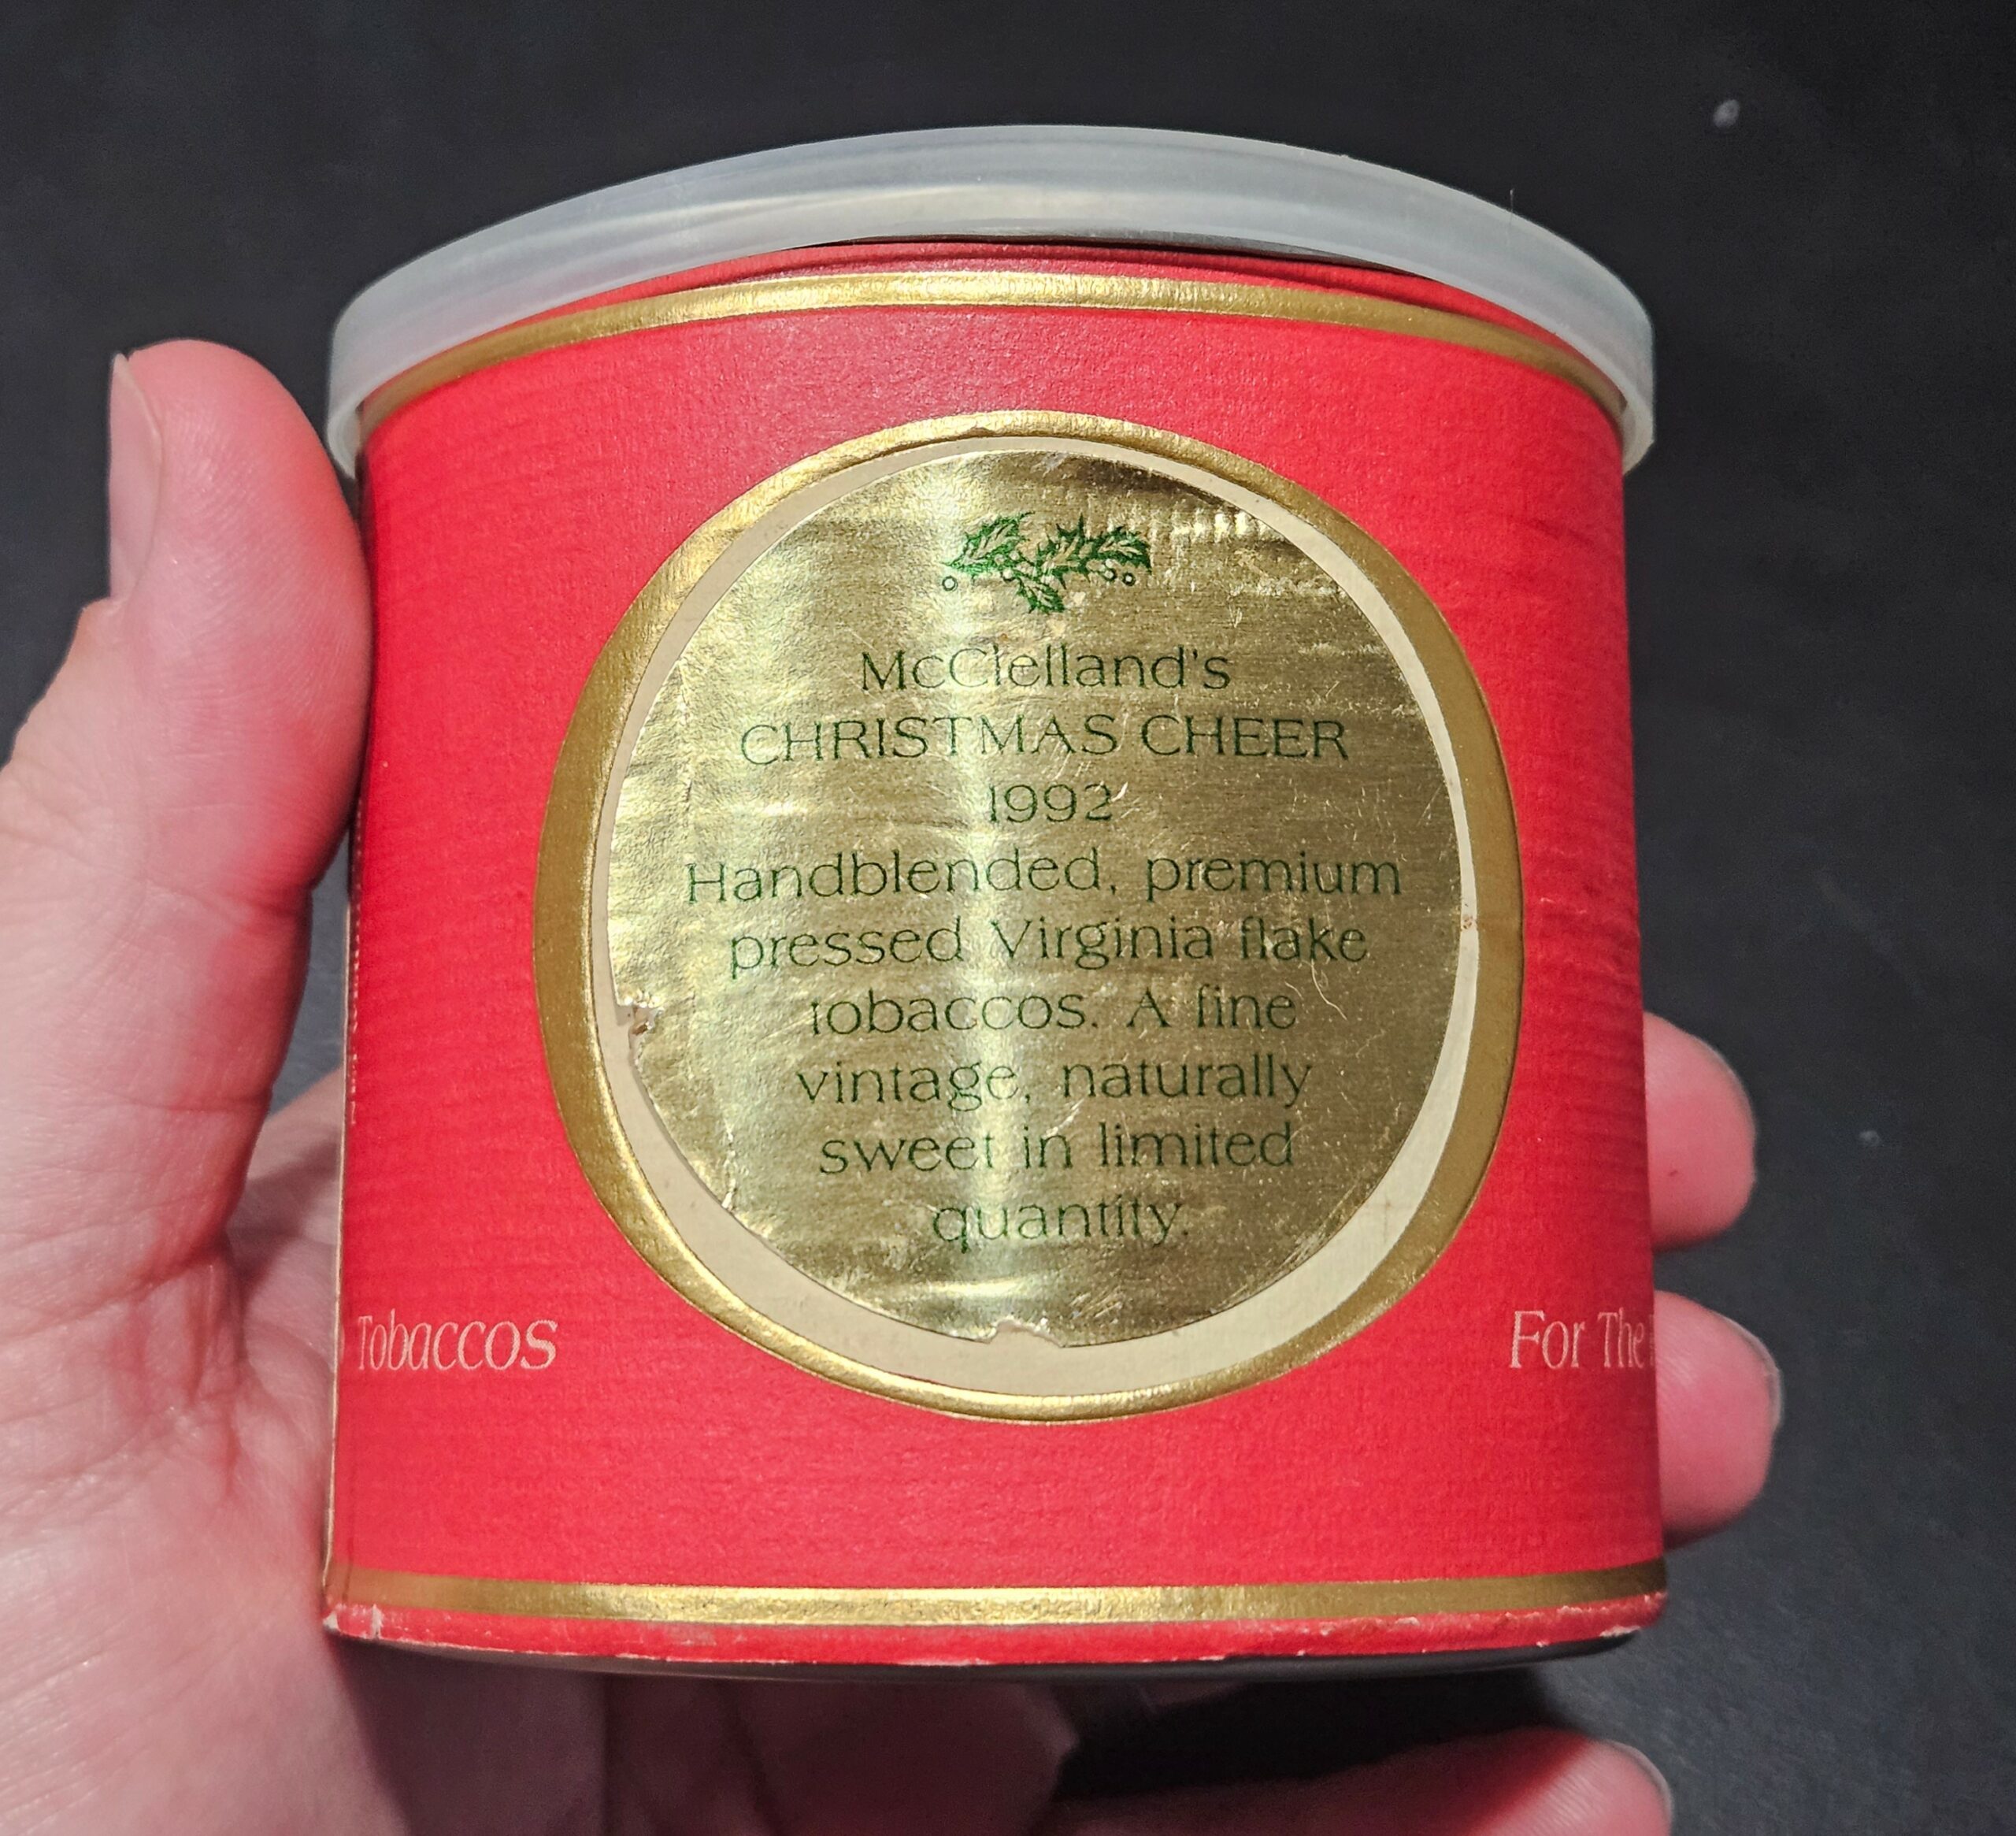 McClelland's
CHRISTMAS CHEER
1992
Handblended, premium
pressed Virginia flake
tobaccos. A fine
vintage, naturally
sweet in limited
quantity.
Tobaccos
For The